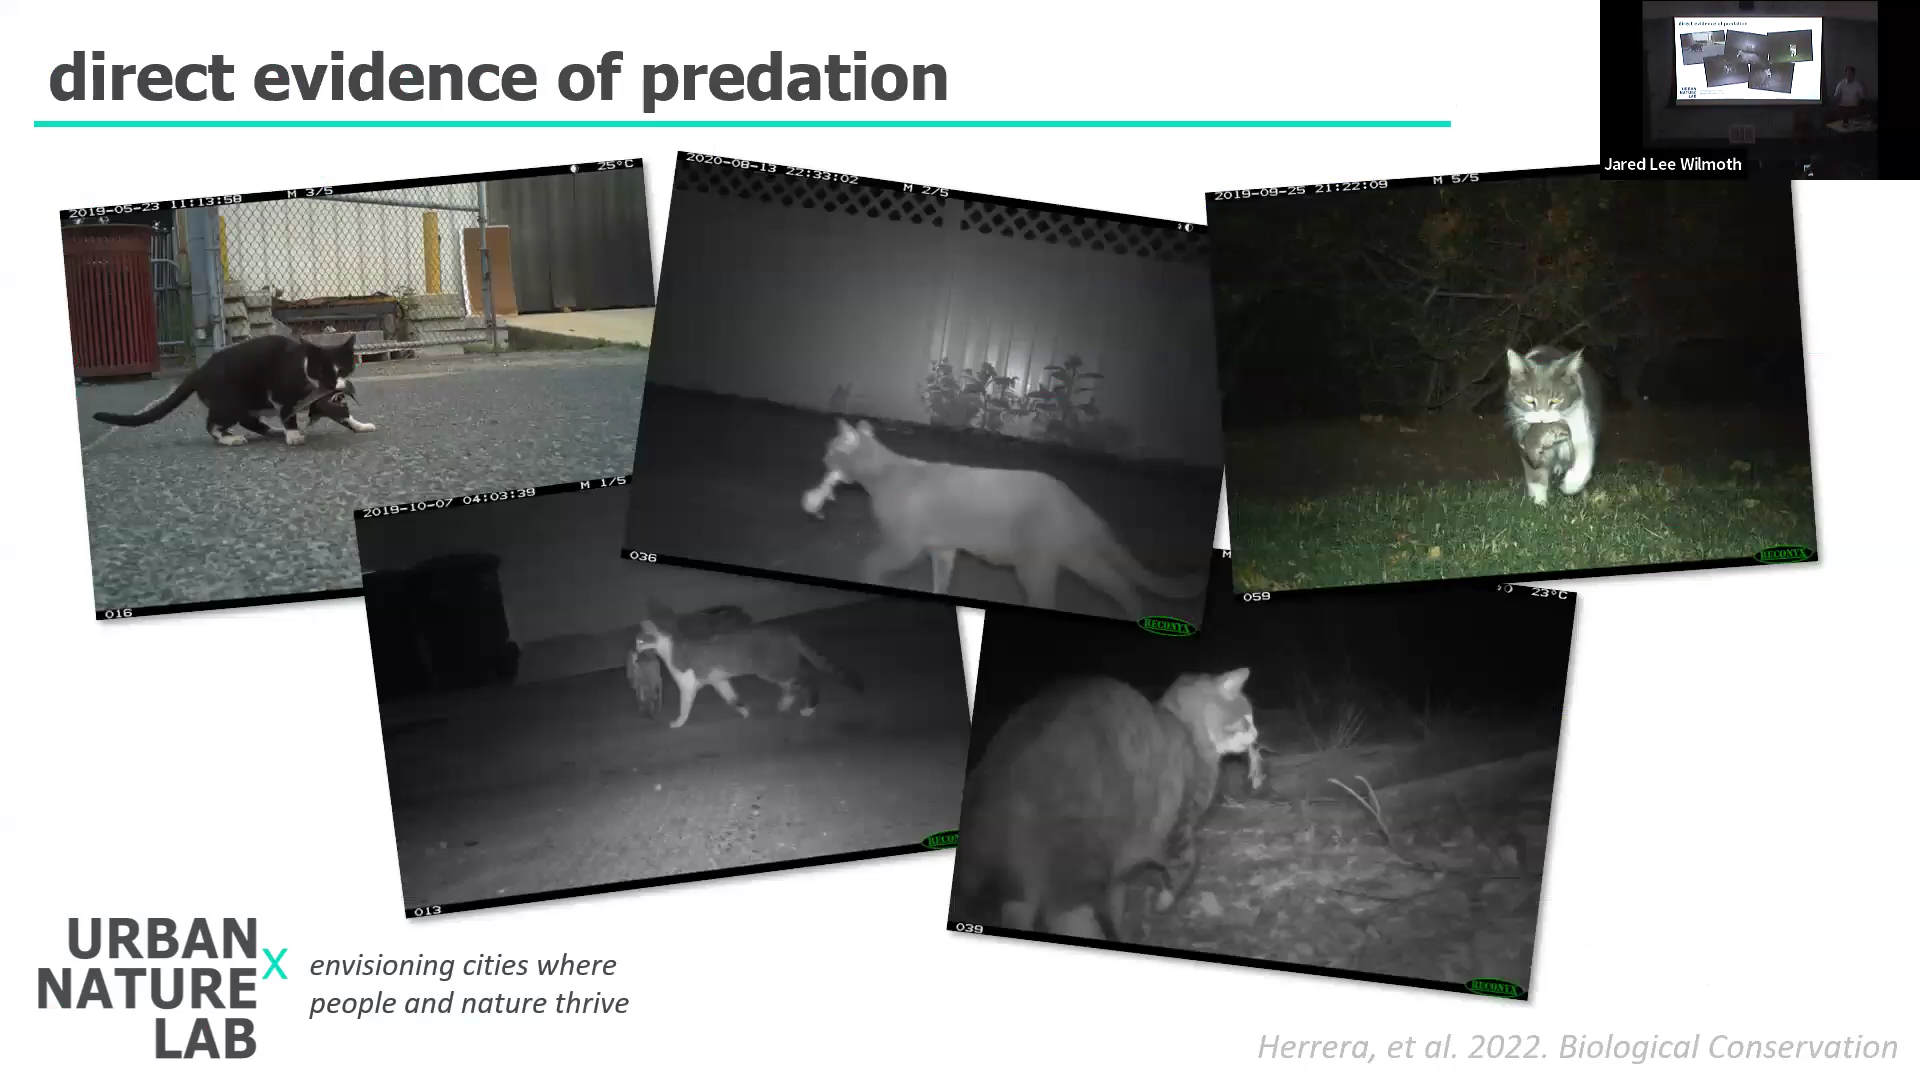 direct evidence of predation
Jared Lee Wilmoth
2019-05-23 11:13:58 M 3/5 25°C
016
2020-08-13 22:33:02 M 2/5
036
RECONYX
2019-09-25 21:22:09 M 5/5
059
RECONYX
2019-10-07 04:03:39 M 1/5
013
RECON
M
23°C
039
RECONYX
URBAN
NATURE
LAB
X
envisioning cities where
people and nature thrive
Herrera, et al. 2022. Biological Conservation